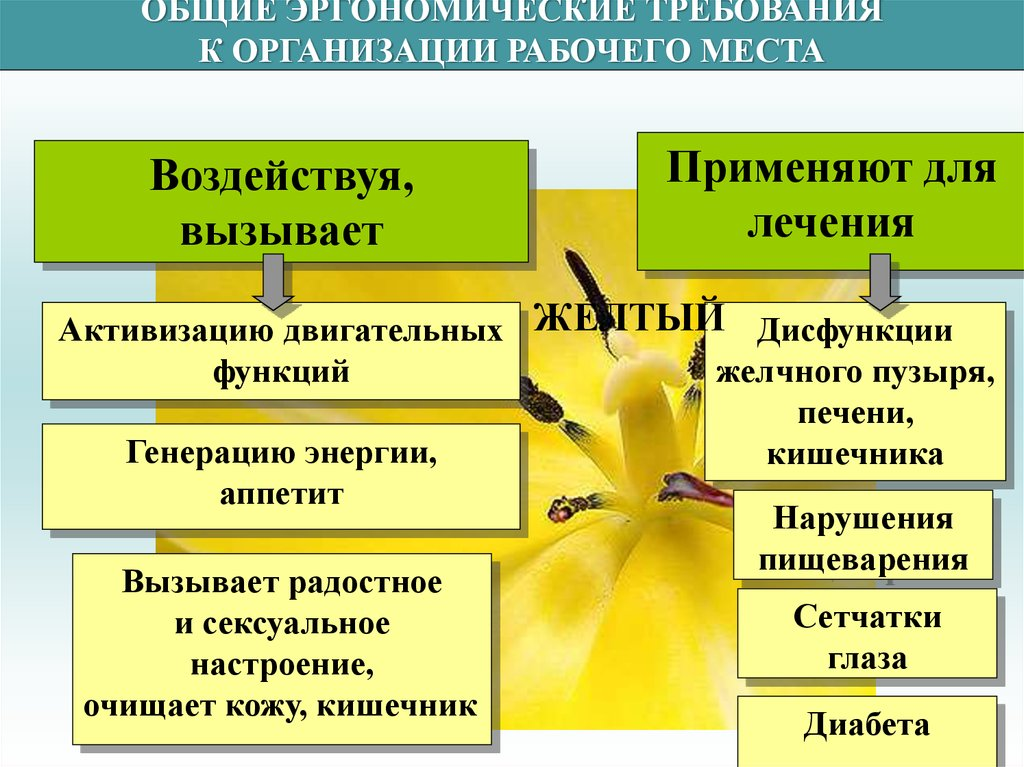 ОБЩИЕ ЭРГОНОМИЧЕСКИЕ ТРЕБОВАНИЯ
К ОРГАНИЗАЦИИ РАБОЧЕГО МЕСТА
Воздействуя,
вызывает
Активизацию двигательных
функций
Генерацию энергии,
аппетит
Вызывает радостное
и сексуальное
настроение,
очищает кожу, кишечник
ЖЕЛТЫЙ
Применяют для
лечения
Дисфункции
желчного пузыря,
печени,
кишечника
Нарушения
пищеварения
Сетчатки
глаза
Диабета